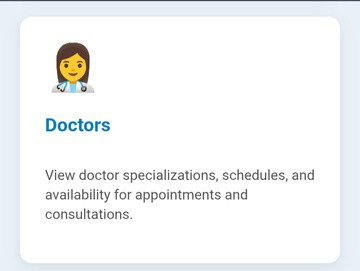 Doctors
View doctor specializations, schedules, and
availability for appointments and
consultations.